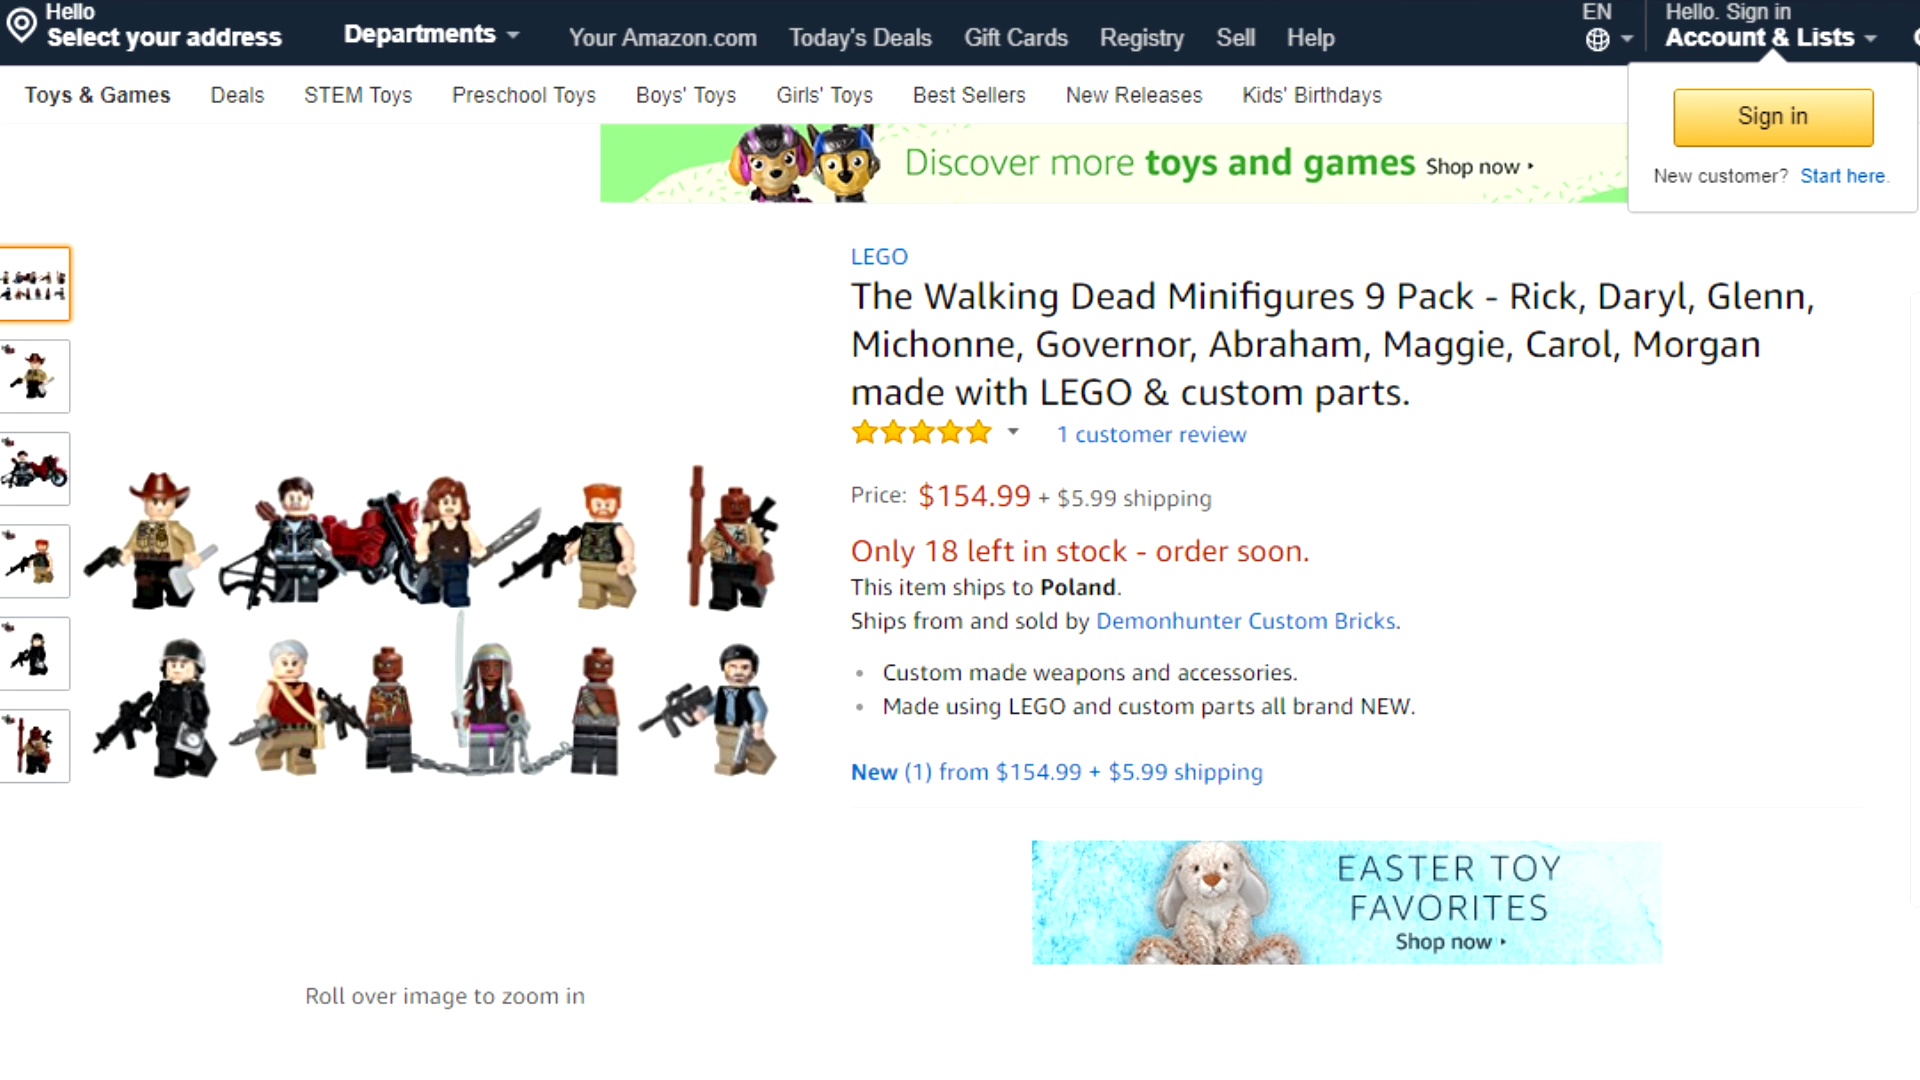 Hello
Select your address
Departments
Your Amazon.com
Today's Deals
Gift Cards
Registry
Sell
Help
EN
Hello. Sign in
Account & Lists
Toys & Games
Deals
STEM Toys
Preschool Toys
Boys' Toys
Girls' Toys
Best Sellers
New Releases
Kids' Birthdays
Sign in
New customer? Start here.
Discover more toys and games Shop now
LEGO
The Walking Dead Minifigures 9 Pack - Rick, Daryl, Glenn,
Michonne, Governor, Abraham, Maggie, Carol, Morgan
made with LEGO & custom parts.
1 customer review
Price: $154.99 + $5.99 shipping
Only 18 left in stock - order soon.
This item ships to Poland.
Ships from and sold by Demonhunter Custom Bricks.
• Custom made weapons and accessories.
• Made using LEGO and custom parts all brand NEW.
New (1) from $154.99 + $5.99 shipping
EASTER TOY
FAVORITES
Shop now
Roll over image to zoom in